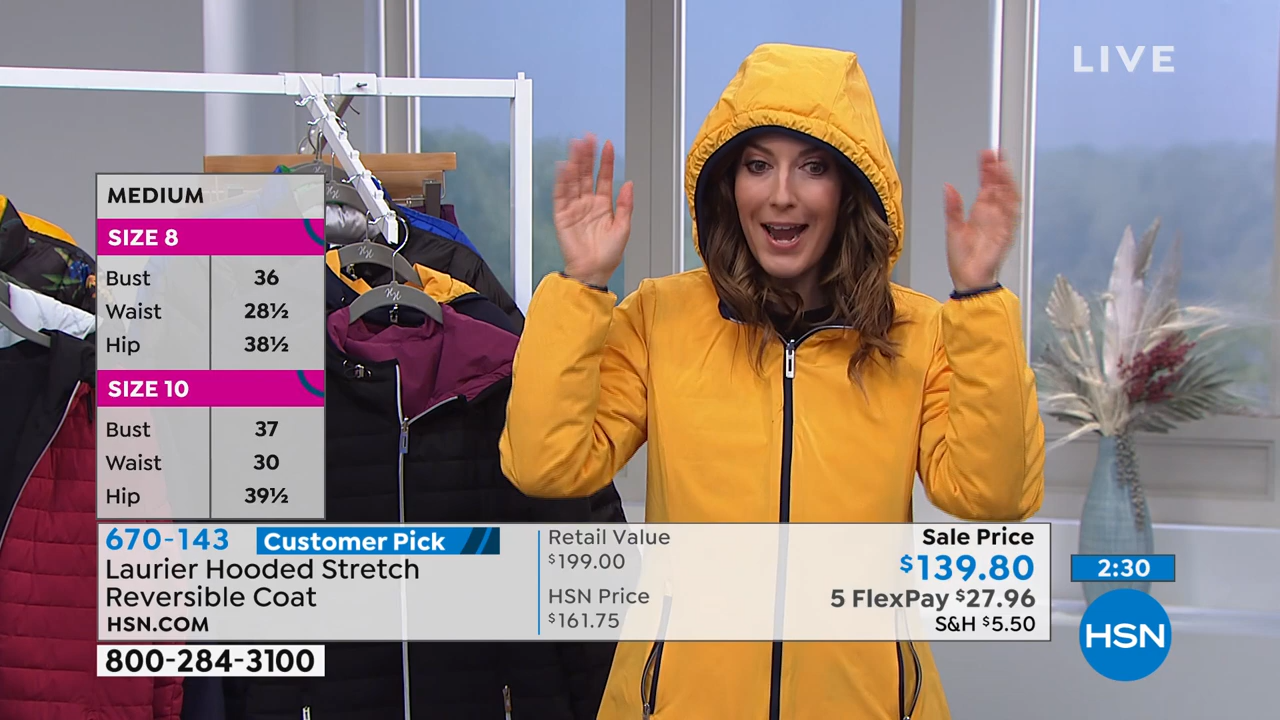 LIVE
MEDIUM
SIZE 8
Bust 36
Waist 28½
Hip 38½
SIZE 10
Bust 37
Waist 30
Hip 39½
670-143 Customer Pick
Laurier Hooded Stretch
Reversible Coat
HSN.COM
Retail Value
$199.00
HSN Price
$161.75
Sale Price
$139.80
5 FlexPay $27.96
S&H $5.50
800-284-3100
2:30
HSN
HH
HH